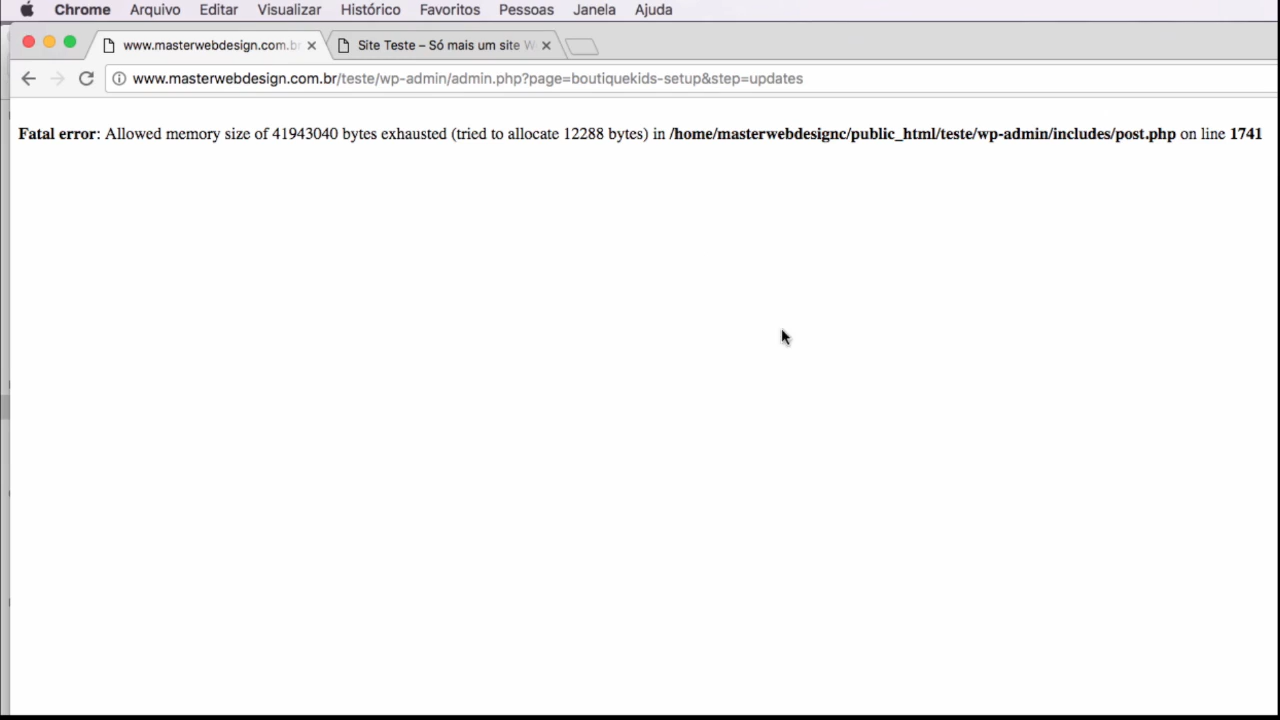 Chrome Arquivo Editar Visualizar Histórico Favoritos Pessoas Janela Ajuda
www.masterwebdesign.com.b Site Teste – Só mais um site W
www.masterwebdesign.com.br/teste/wp-admin/admin.php?page=boutiquekids-setup&step=updates
Fatal error: Allowed memory size of 41943040 bytes exhausted (tried to allocate 12288 bytes) in /home/masterwebdesignc/public_html/teste/wp-admin/includes/post.php on line 1741